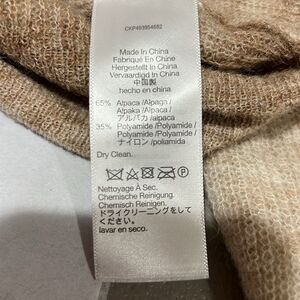 CKP493954682
Made In China
Fabriqué En Chine
Hergestellt In China
Vervaardigd In China
中国製
hecho en china
65% Alpaca /Alpaga /
Alpaka /Alpaca /
アルパカ /alpaca
35% Polyamide /Polyamide /
Polyamide /Polyamide /
ナイロン /poliamida
Dry Clean.
Nettoyage À Sec.
Chemische Reinigung.
Chemisch Reinigen.
ドライクリーニングをして
ください。
lavar en seco.